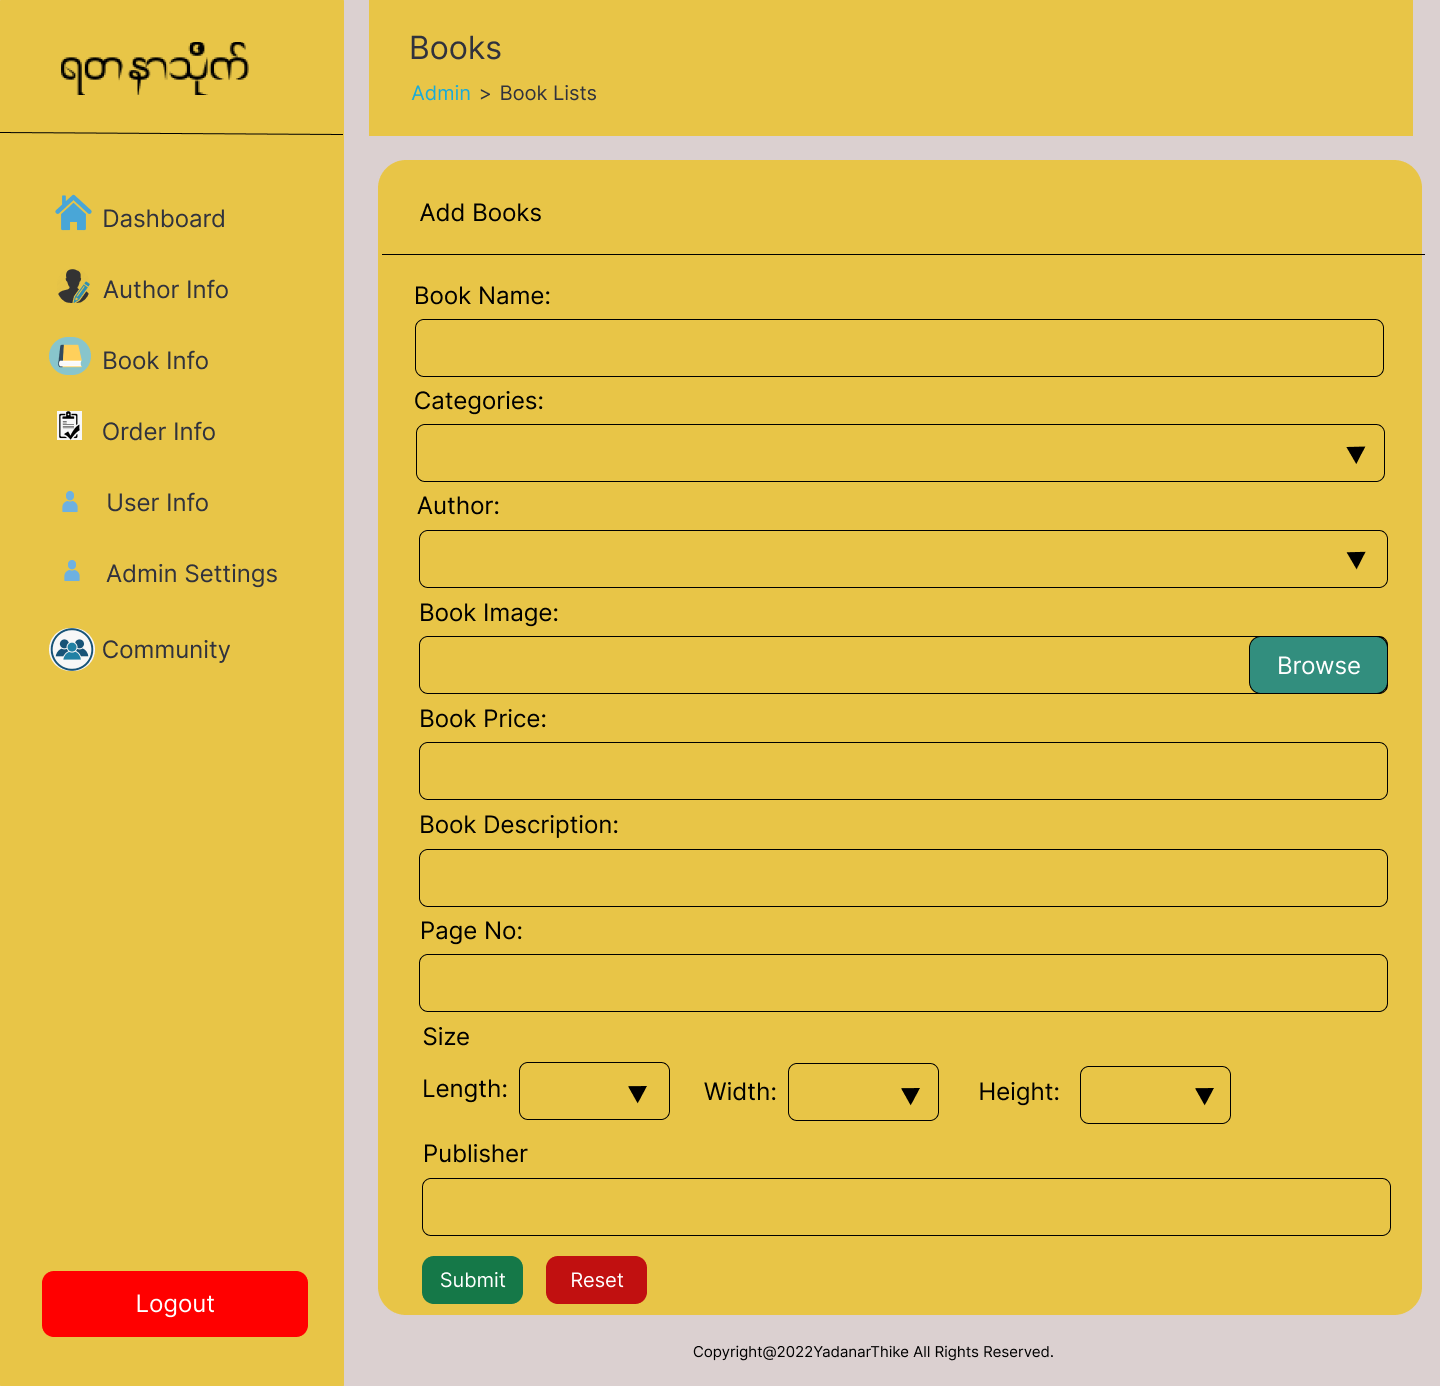 ရတနာသိုက်
Books
Admin > Book Lists
Dashboard
Author Info
Book Info
Order Info
User Info
Admin Settings
Community
Logout
Add Books
Book Name:
Categories:
Author:
Book Image:
Browse
Book Price:
Book Description:
Page No:
Size
Length: Width: Height:
Publisher
Submit Reset
Copyright@2022YadanarThike All Rights Reserved.